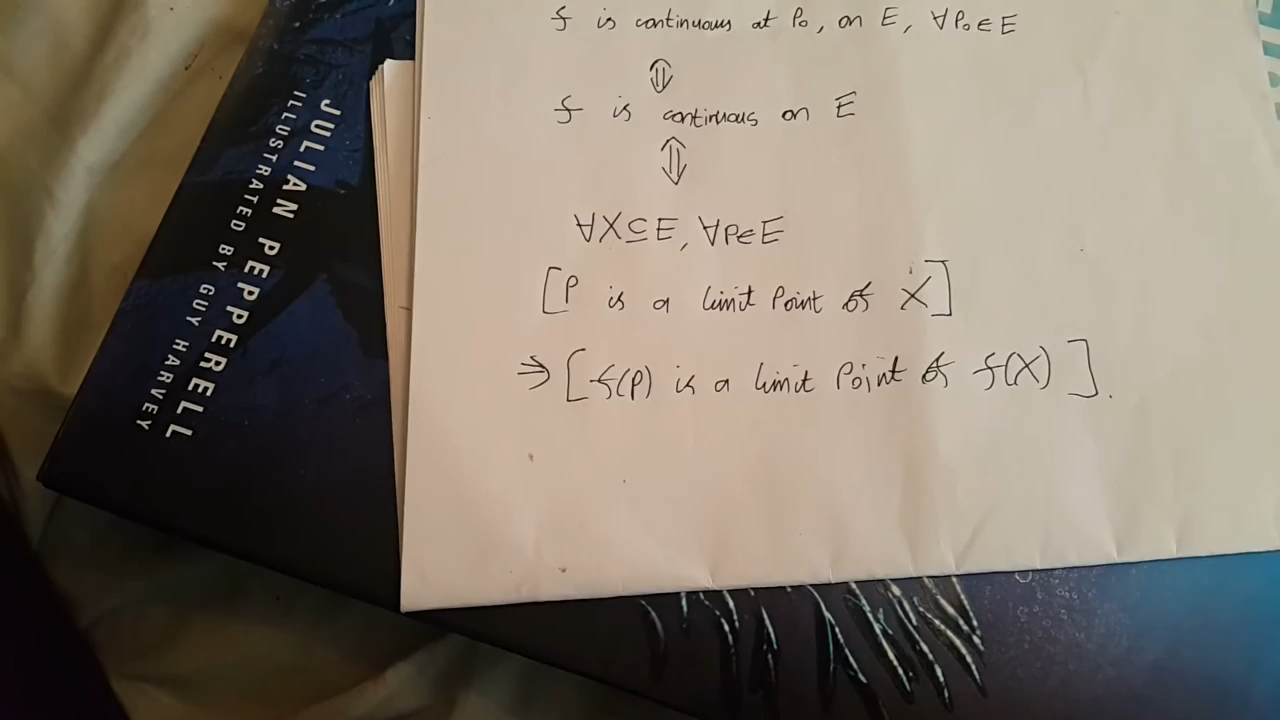 f is continuous at P₀, on E, ∀P₀∈E
⇕
f is continuous on E
⇕
∀X⊆E, ∀P∈E
[P is a limit Point of X]
⇒ [f(P) is a limit Point of f(X)].
JULIAN PEPPERELL
ILLUSTRATED BY GUY HARVEY